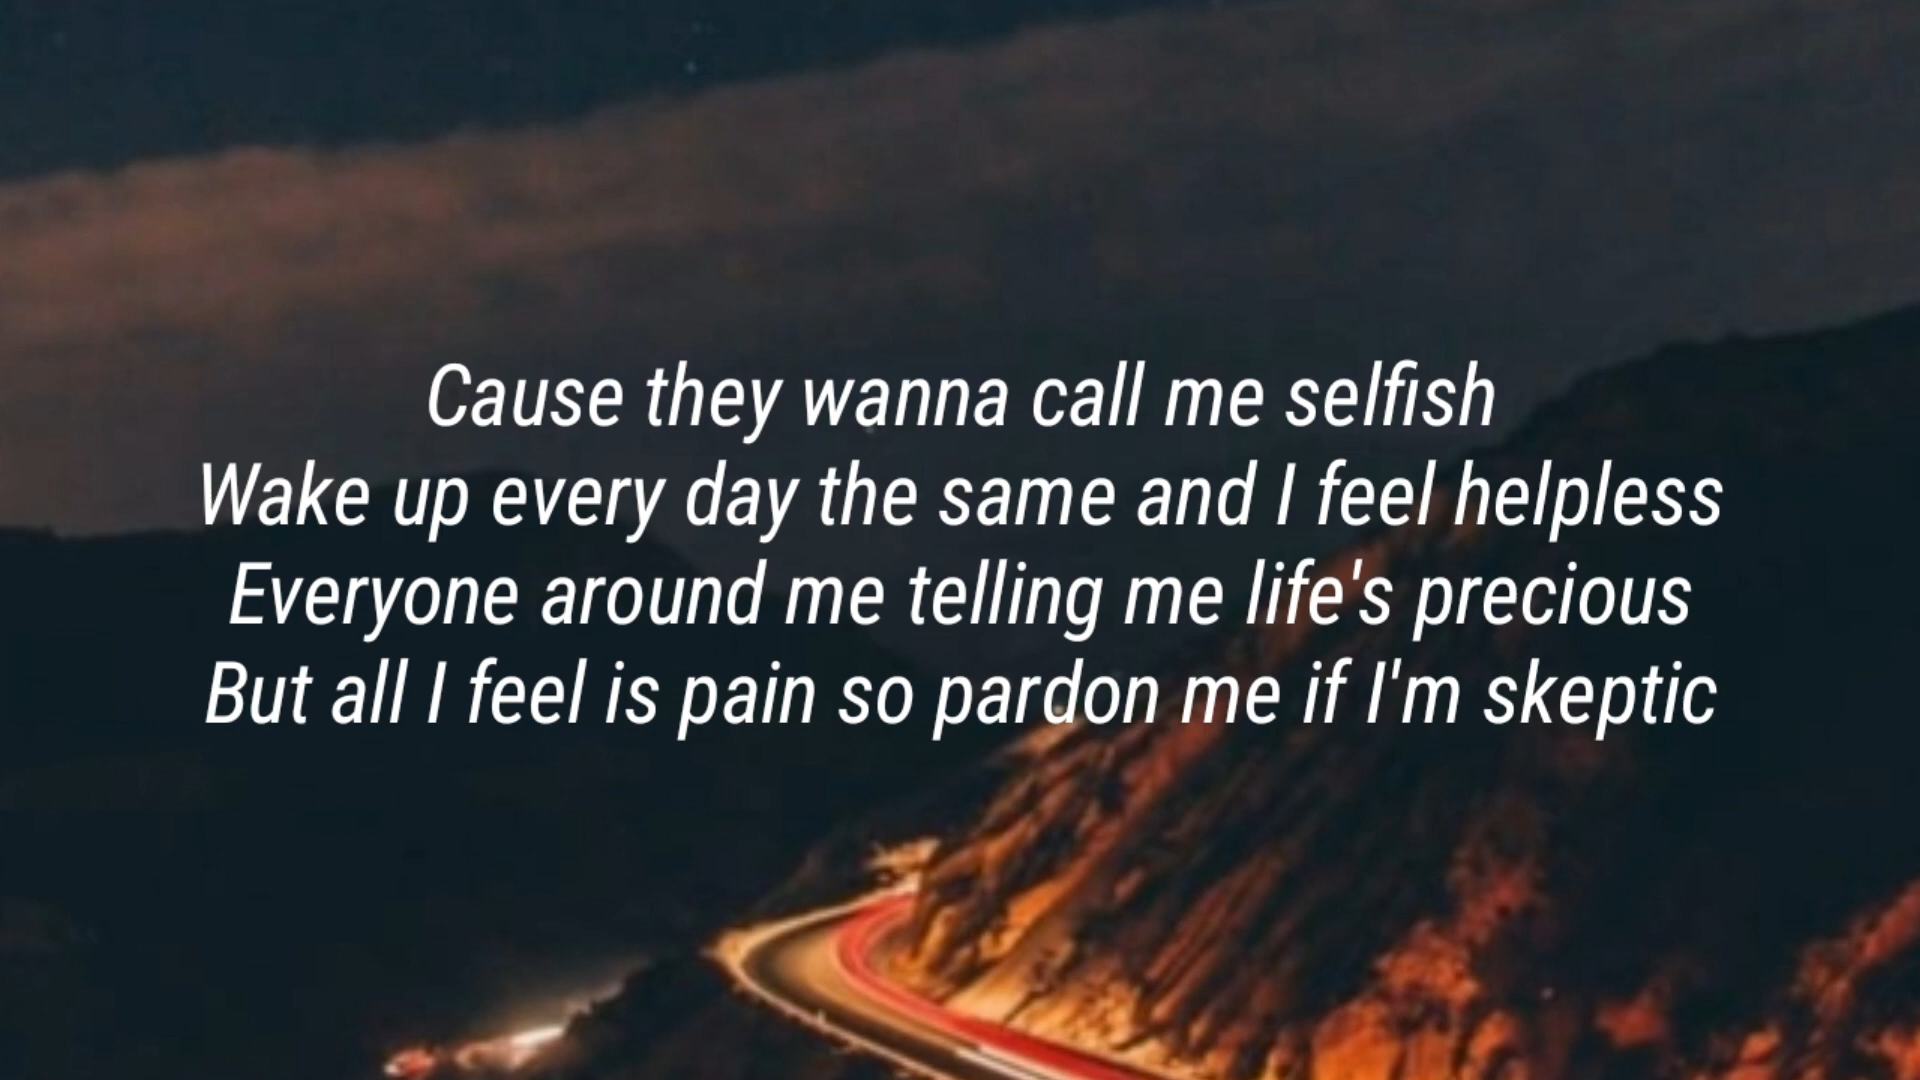 Cause they wanna call me selfish
Wake up every day the same and I feel helpless
Everyone around me telling me life's precious
But all I feel is pain so pardon me if I'm skeptic